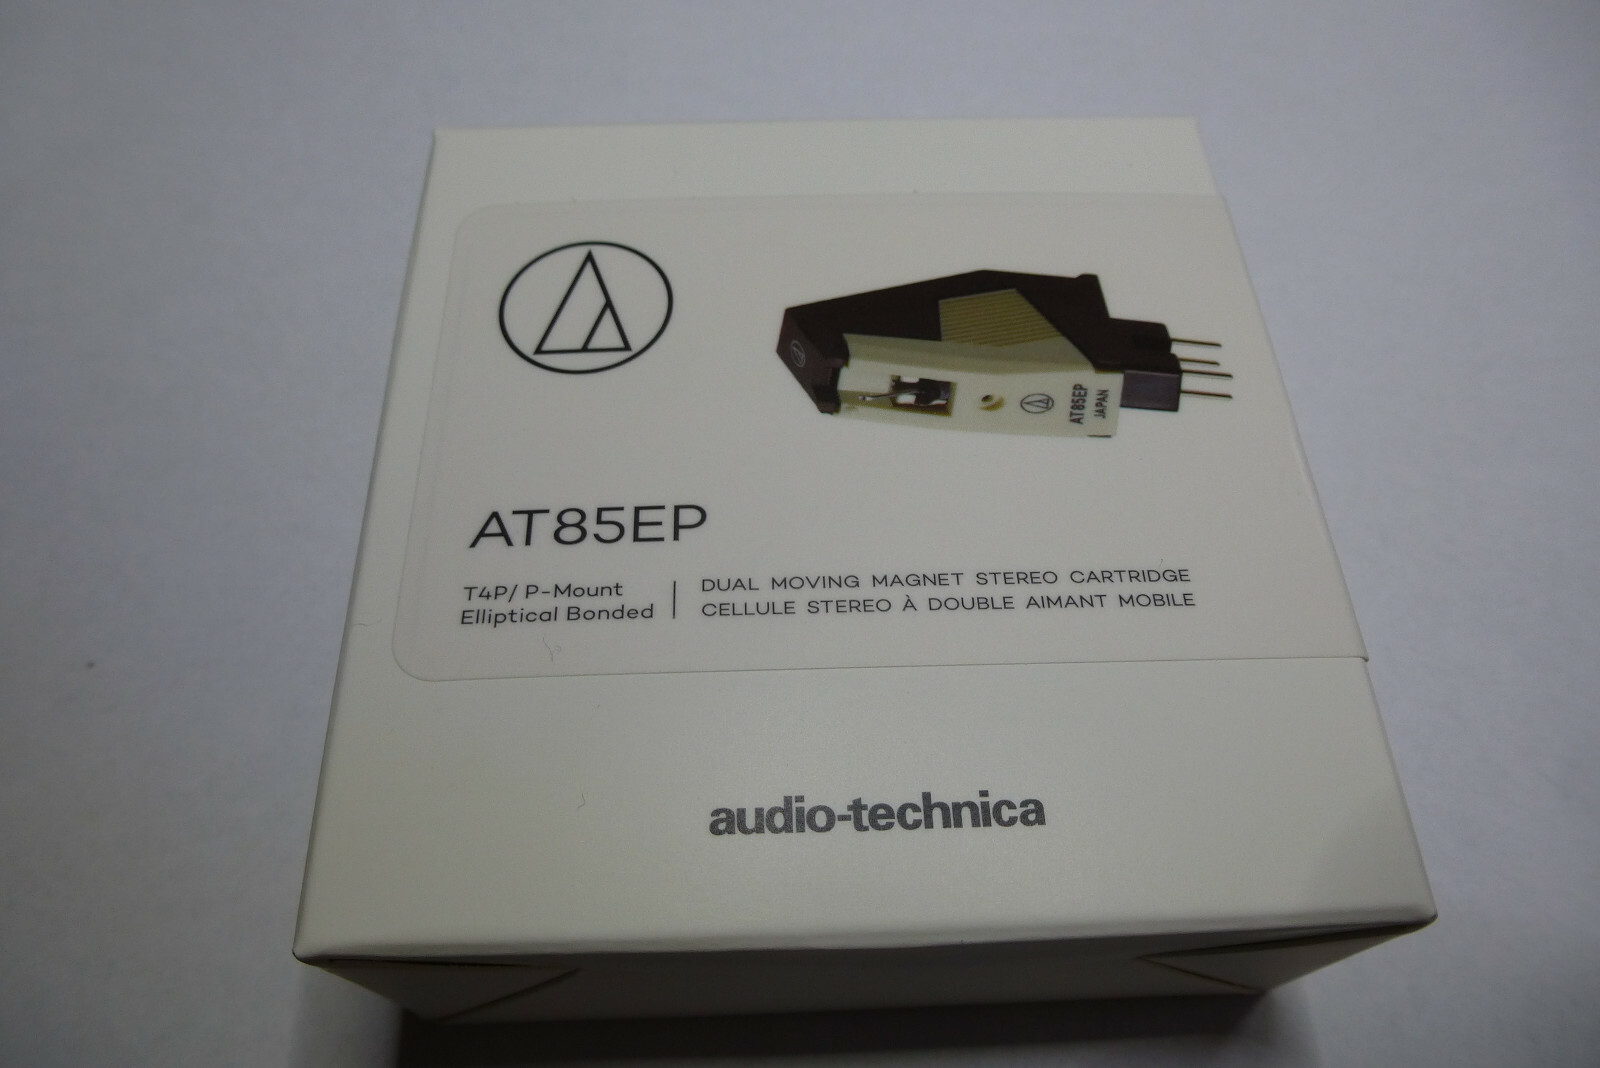 AT85EP
JAPAN
AT85EP
T4P/ P-Mount
Elliptical Bonded
DUAL MOVING MAGNET STEREO CARTRIDGE
CELLULE STEREO À DOUBLE AIMANT MOBILE
audio-technica